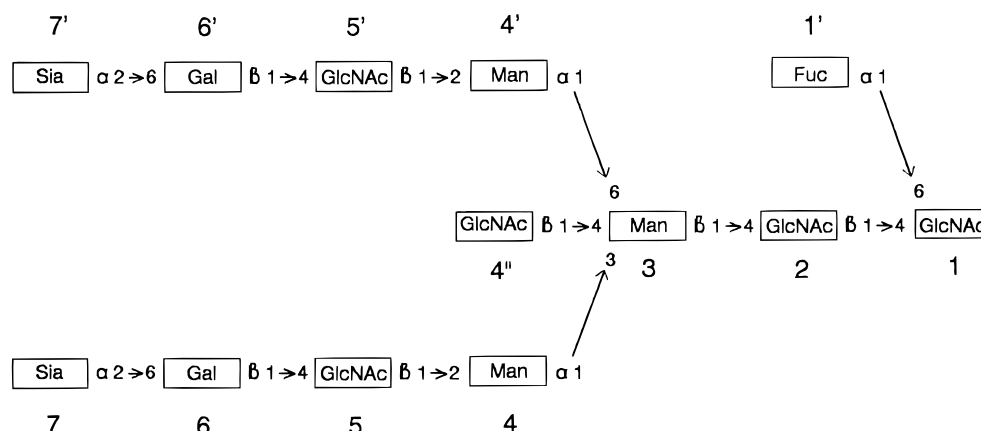 7' 6' 5' 4' 1'
Sia α 2→6 Gal β 1→4 GlcNAc β 1→2 Man α 1 Fuc α 1
6 6
GlcNAc β 1→4 Man β 1→4 GlcNAc β 1→4 GlcNAc
4" 3 3 2 1
Sia α 2→6 Gal β 1→4 GlcNAc β 1→2 Man α 1
7 6 5 4